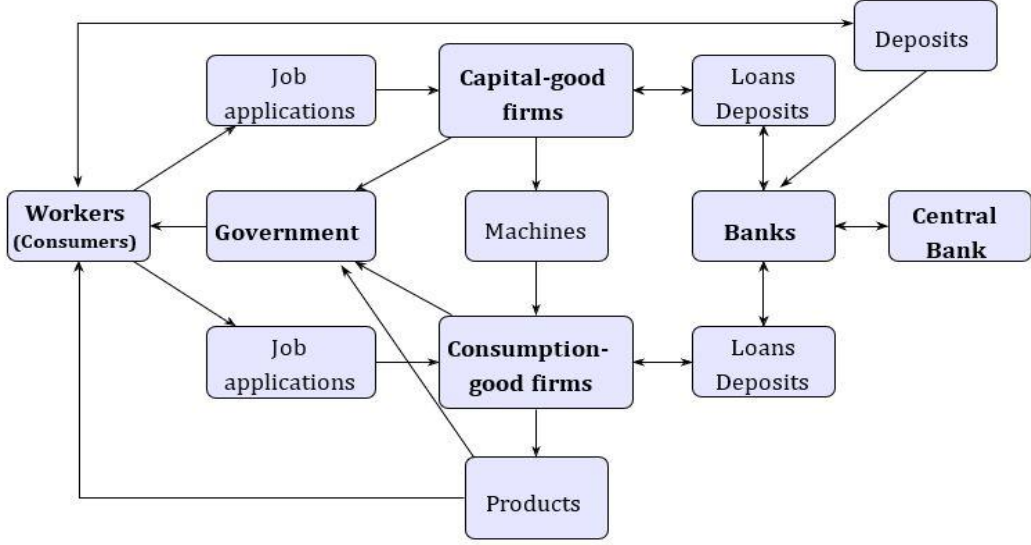 Deposits
Job
applications
Capital-good
firms
Loans
Deposits
Workers
(Consumers)
Government
Machines
Banks
Central
Bank
Job
applications
Consumption-
good firms
Loans
Deposits
Products